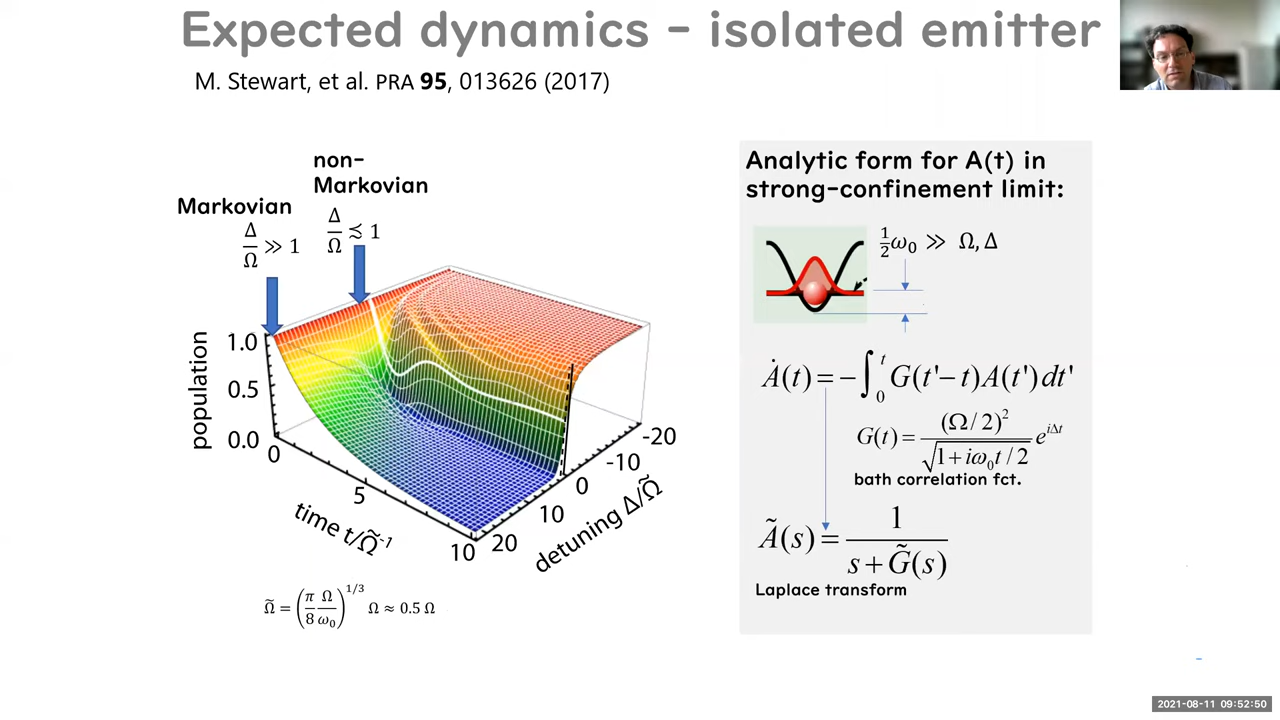 Expected dynamics – isolated emitter
M. Stewart, et al. PRA 95, 013626 (2017)
non-
Markovian
Markovian
Δ/Ω ≫ 1
Δ/Ω ≲ 1
population
1.0
0.5
0.0
0
5
10
time t/Ω̃⁻¹
20
10
0
-10
-20
detuning Δ/Ω̃
Ω̃ = (π/8 Ω/ω₀)^1/3 Ω ≈ 0.5 Ω
Analytic form for A(t) in
strong-confinement limit:
½ω₀ ≫ Ω, Δ
Ȧ(t) = −∫₀ᵗ G(t'−t)A(t')dt'
G(t) = (Ω/2)² / √(1+iω₀t/2) e^{iΔt}
bath correlation fct.
Ã(s) = 1 / (s+G̃(s))
Laplace transform
2021-08-11 09:52:50